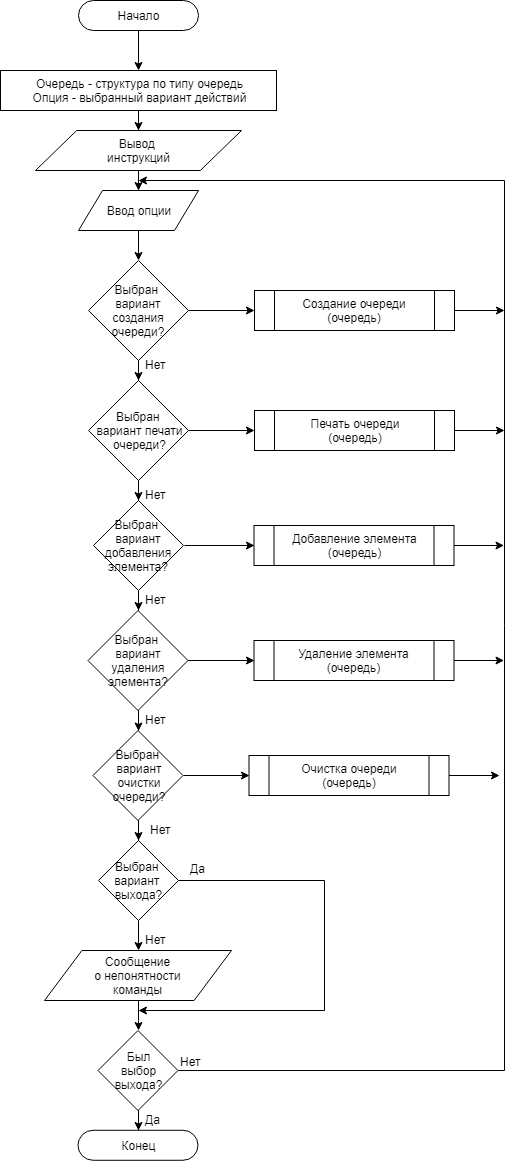 Начало
Очередь - структура по типу очередь
Опция - выбранный вариант действий
Вывод
инструкций
Ввод опции
Выбран
вариант
создания
очереди?
Создание очереди
(очередь)
Нет
Выбран
вариант печати
очереди?
Печать очереди
(очередь)
Нет
Выбран
вариант
добавления
элемента?
Добавление элемента
(очередь)
Нет
Выбран
вариант
удаления
элемента?
Удаление элемента
(очередь)
Нет
Выбран
вариант
очистки
очереди?
Очистка очереди
(очередь)
Нет
Выбран
вариант
выхода?
Да
Нет
Сообщение
о непонятности
команды
Был
выбор
выхода?
Нет
Да
Конец